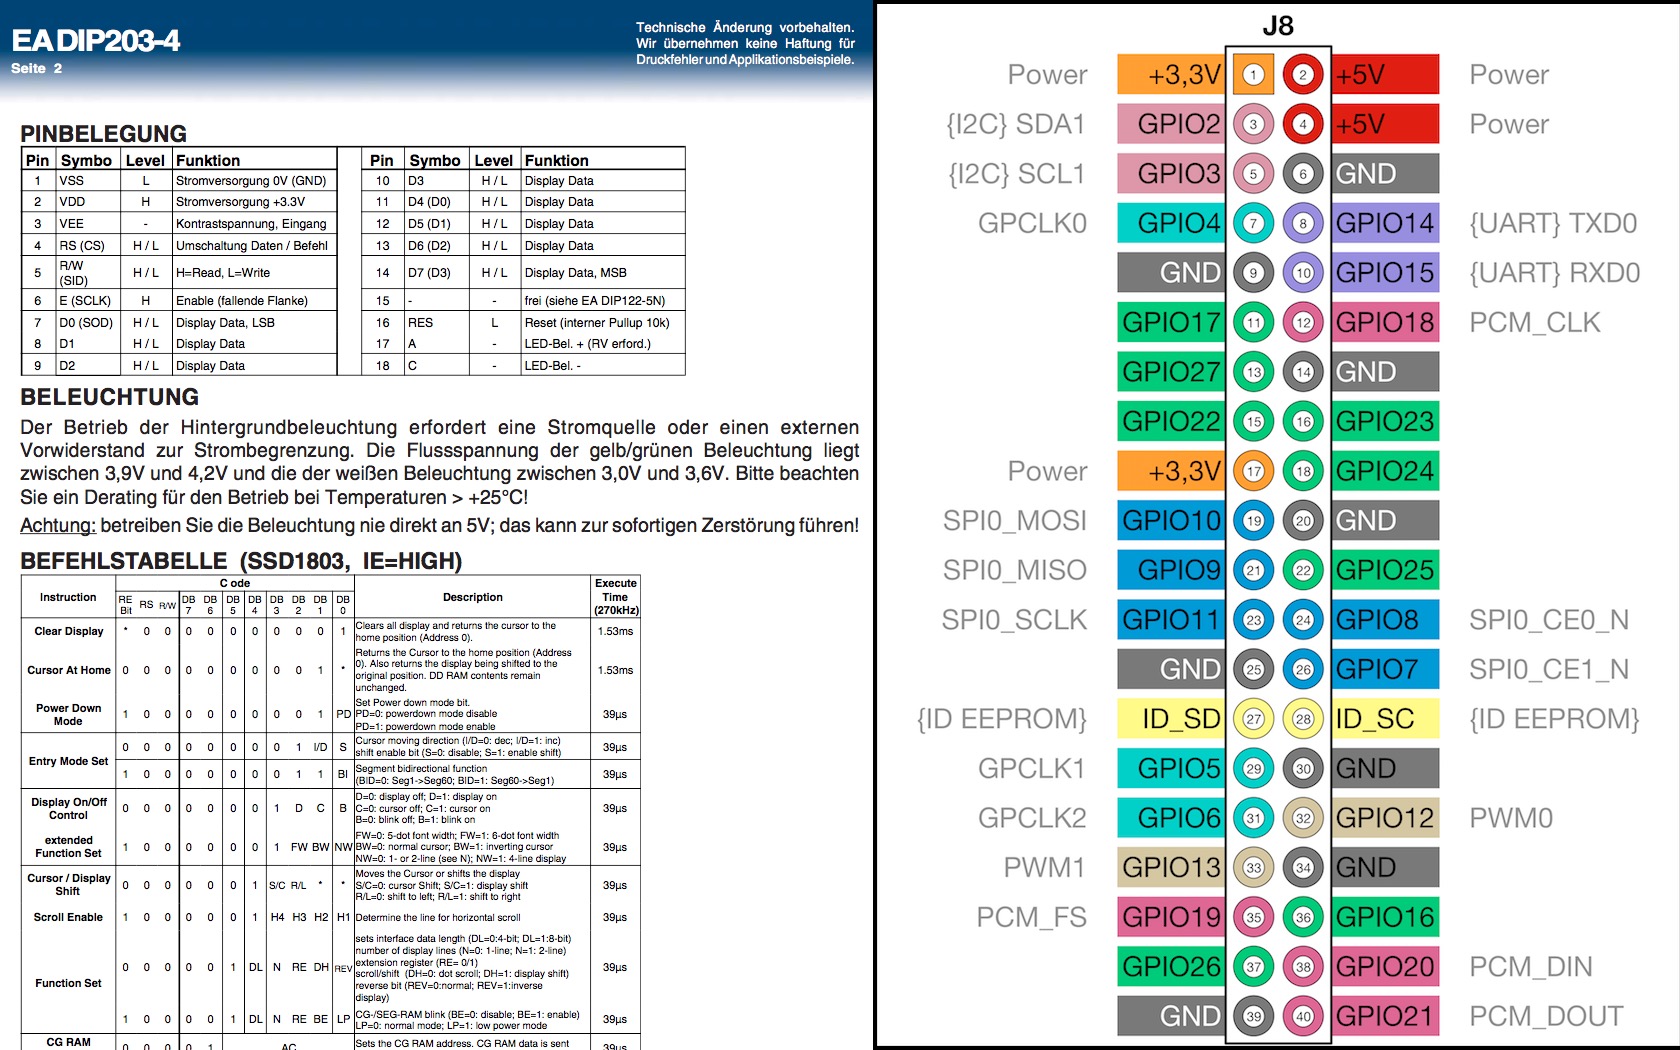 EA DIP203-4
Seite 2
Technische Änderung vorbehalten.
Wir übernehmen keine Haftung für
Druckfehler und Applikationsbeispiele.
PINBELEGUNG
Pin Symbo Level Funktion Pin Symbo Level Funktion
1 VSS L Stromversorgung 0V (GND) 10 D3 H / L Display Data
2 VDD H Stromversorgung +3.3V 11 D4 (D0) H / L Display Data
3 VEE - Kontrastspannung, Eingang 12 D5 (D1) H / L Display Data
4 RS (CS) H / L Umschaltung Daten / Befehl 13 D6 (D2) H / L Display Data
5 R/W (SID) H / L H=Read, L=Write 14 D7 (D3) H / L Display Data, MSB
6 E (SCLK) H Enable (fallende Flanke) 15 - - frei (siehe EA DIP122-5N)
7 D0 (SOD) H / L Display Data, LSB 16 RES L Reset (interner Pullup 10k)
8 D1 H / L Display Data 17 A - LED-Bel. + (RV erford.)
9 D2 H / L Display Data 18 C - LED-Bel. -
BELEUCHTUNG
Der Betrieb der Hintergrundbeleuchtung erfordert eine Stromquelle oder einen externen
Vorwiderstand zur Strombegrenzung. Die Flussspannung der gelb/grünen Beleuchtung liegt
zwischen 3,9V und 4,2V und die der weißen Beleuchtung zwischen 3,0V und 3,6V. Bitte beachten
Sie ein Derating für den Betrieb bei Temperaturen > +25°C!
Achtung: betreiben Sie die Beleuchtung nie direkt an 5V; das kann zur sofortigen Zerstörung führen!
BEFEHLSTABELLE (SSD1803, IE=HIGH)
Instruction
C ode
RE Bit RS R/W DB 7 DB 6 DB 5 DB 4 DB 3 DB 2 DB 1 DB 0
Description
Execute Time (270kHz)
Clear Display * 0 0 0 0 0 0 0 0 0 1
Clears all display and returns the cursor to the
home position (Address 0).
1.53ms
Cursor At Home 0 0 0 0 0 0 0 0 0 1 *
Returns the Cursor to the home position (Address
0). Also returns the display being shifted to the
original position. DD RAM contents remain
unchanged.
1.53ms
Power Down Mode 1 0 0 0 0 0 0 0 0 1 PD
Set Power down mode bit.
PD=0: powerdown mode disable
PD=1: powerdown mode enable
39µs
Entry Mode Set
0 0 0 0 0 0 0 0 1 I/D S
Cursor moving direction (I/D=0: dec; I/D=1: inc)
shift enable bit (S=0: disable; S=1: enable shift)
39µs
1 0 0 0 0 0 0 0 1 1 BI
Segment bidirectional function
(BID=0: Seg1->Seg60; BID=1: Seg60->Seg1)
39µs
Display On/Off Control 0 0 0 0 0 0 0 1 D C B
D=0: display off; D=1: display on
C=0: cursor off; C=1: cursor on
B=0: blink off; B=1: blink on
39µs
extended Function Set 1 0 0 0 0 0 0 1 FW BW NW
FW=0: 5-dot font width; FW=1: 6-dot font width
BW=0: normal cursor; BW=1: inverting cursor
NW=0: 1- or 2-line (see N); NW=1: 4-line display
39µs
Cursor / Display Shift 0 0 0 0 0 0 1 S/C R/L * *
Moves the Cursor or shifts the display
S/C=0: cursor Shift; S/C=1: display shift
R/L=0: shift to left; R/L=1: shift to right
39µs
Scroll Enable 1 0 0 0 0 0 1 H4 H3 H2 H1 Determine the line for horizontal scroll 39µs
Function Set
0 0 0 0 0 1 DL N RE DH REV
sets interface data length (DL=0:4-bit; DL=1:8-bit)
number of display lines (N=0: 1-line; N=1: 2-line)
extension register (RE= 0/1)
scroll/shift (DH=0: dot scroll; DH=1: display shift)
reverse bit (REV=0:normal; REV=1:inverse
display)
39µs
1 0 0 0 0 1 DL N RE BE LP
CG-/SEG-RAM blink (BE=0: disable; BE=1: enable)
LP=0: normal mode; LP=1: low power mode
39µs
CG RAM 0 0 0 0 1 AC
Sets the CG RAM address. CG RAM data is sent
39µs
J8
Power +3,3V 1 2 +5V Power
{I2C} SDA1 GPIO2 3 4 +5V Power
{I2C} SCL1 GPIO3 5 6 GND
GPCLK0 GPIO4 7 8 GPIO14 {UART} TXD0
GND 9 10 GPIO15 {UART} RXD0
GPIO17 11 12 GPIO18 PCM_CLK
GPIO27 13 14 GND
GPIO22 15 16 GPIO23
Power +3,3V 17 18 GPIO24
SPI0_MOSI GPIO10 19 20 GND
SPI0_MISO GPIO9 21 22 GPIO25
SPI0_SCLK GPIO11 23 24 GPIO8 SPI0_CE0_N
GND 25 26 GPIO7 SPI0_CE1_N
{ID EEPROM} ID_SD 27 28 ID_SC {ID EEPROM}
GPCLK1 GPIO5 29 30 GND
GPCLK2 GPIO6 31 32 GPIO12 PWM0
PWM1 GPIO13 33 34 GND
PCM_FS GPIO19 35 36 GPIO16
GPIO26 37 38 GPIO20 PCM_DIN
GND 39 40 GPIO21 PCM_DOUT